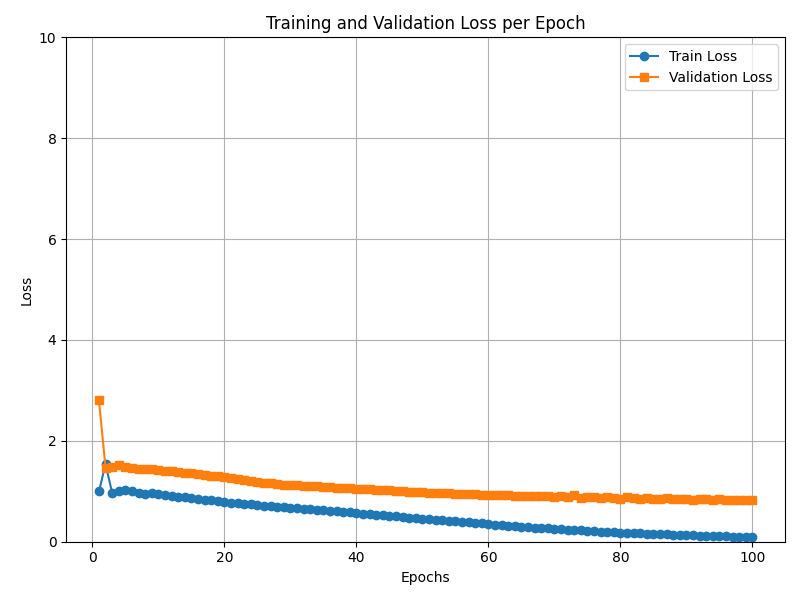 Training and Validation Loss per Epoch
Train Loss
Validation Loss
Loss
10
8
6
4
2
0
0 20 40 60 80 100
Epochs